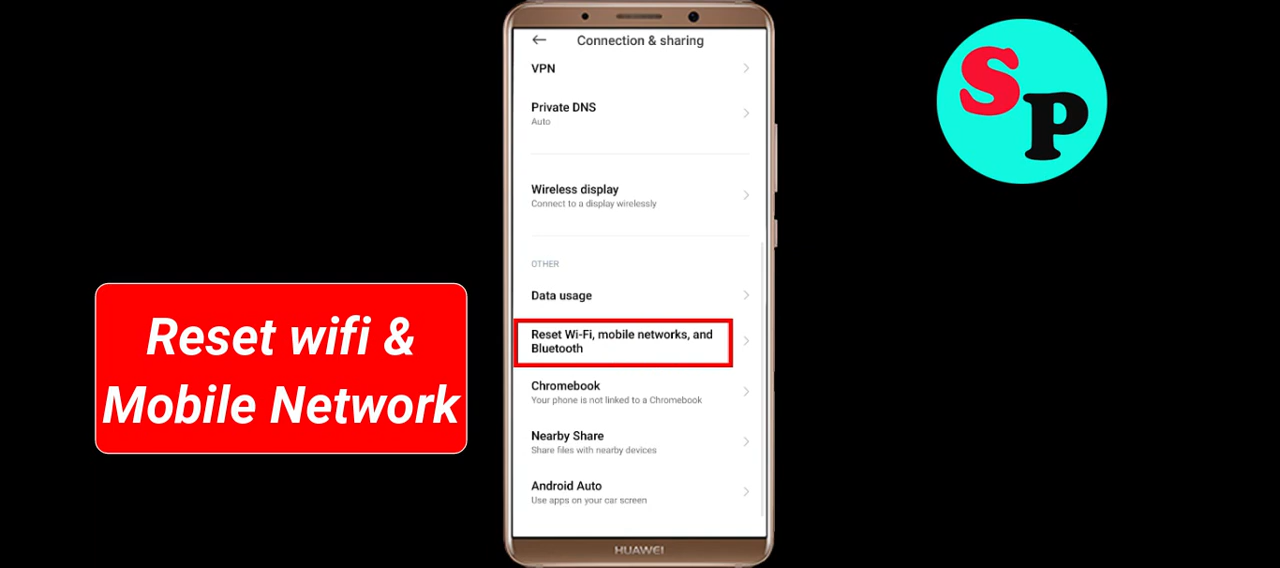 Connection & sharing
VPN
Private DNS
Auto
Wireless display
Connect to a display wirelessly
OTHER
Data usage
Reset Wi-Fi, mobile networks, and
Bluetooth
Chromebook
Your phone is not linked to a Chromebook
Nearby Share
Share files with nearby devices
Android Auto
Use apps on your car screen
HUAWEI
Reset wifi &
Mobile Network
SP